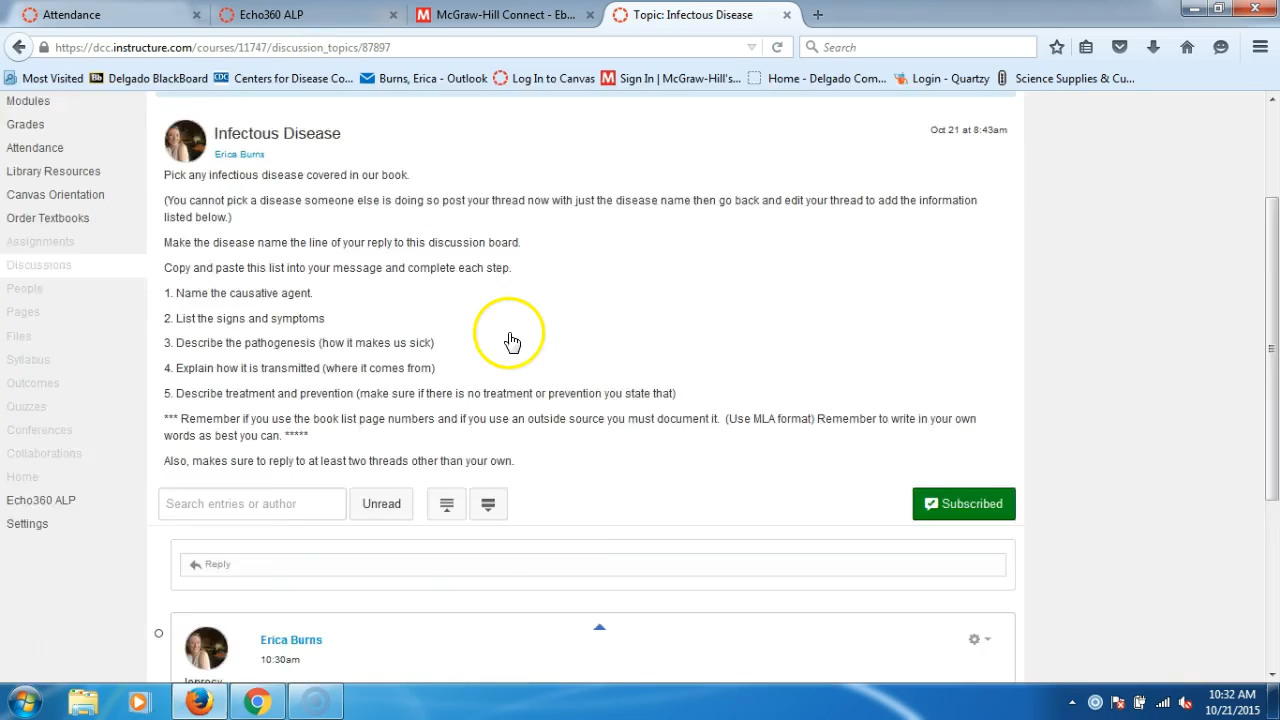 Attendance
Echo360 ALP
McGraw-Hill Connect - Eb...
Topic: Infectious Disease
https://dcc.instructure.com/courses/11747/discussion_topics/87897
Search
Most Visited
Delgado BlackBoard
Centers for Disease Co...
Burns, Erica - Outlook
Log In to Canvas
Sign In | McGraw-Hill's...
Home - Delgado Com...
Login - Quartzy
Science Supplies & Cu...
Modules
Grades
Attendance
Library Resources
Canvas Orientation
Order Textbooks
Assignments
Discussions
People
Pages
Files
Syllabus
Outcomes
Quizzes
Conferences
Collaborations
Home
Echo360 ALP
Settings
Infectous Disease
Oct 21 at 8:43am
Erica Burns
Pick any infectious disease covered in our book.
(You cannot pick a disease someone else is doing so post your thread now with just the disease name then go back and edit your thread to add the information
listed below.)
Make the disease name the line of your reply to this discussion board.
Copy and paste this list into your message and complete each step.
1. Name the causative agent.
2. List the signs and symptoms
3. Describe the pathogenesis (how it makes us sick)
4. Explain how it is transmitted (where it comes from)
5. Describe treatment and prevention (make sure if there is no treatment or prevention you state that)
*** Remember if you use the book list page numbers and if you use an outside source you must document it. (Use MLA format) Remember to write in your own
words as best you can. *****
Also, makes sure to reply to at least two threads other than your own.
Search entries or author
Unread
Subscribed
Reply
Erica Burns
10:30am
leprosy
10:32 AM
10/21/2015